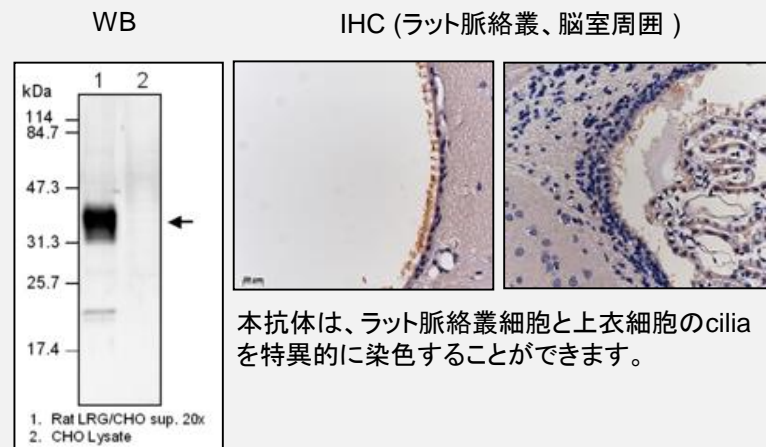 WB
IHC (ラット脈絡叢、脳室周囲 )
kDa
1 2
114
84.7
47.3
31.3
25.7
17.4
本抗体は、ラット脈絡叢細胞と上衣細胞のcilia
を特異的に染色することができます。
1. Rat LRG/CHO sup. 20x
2. CHO Lysate